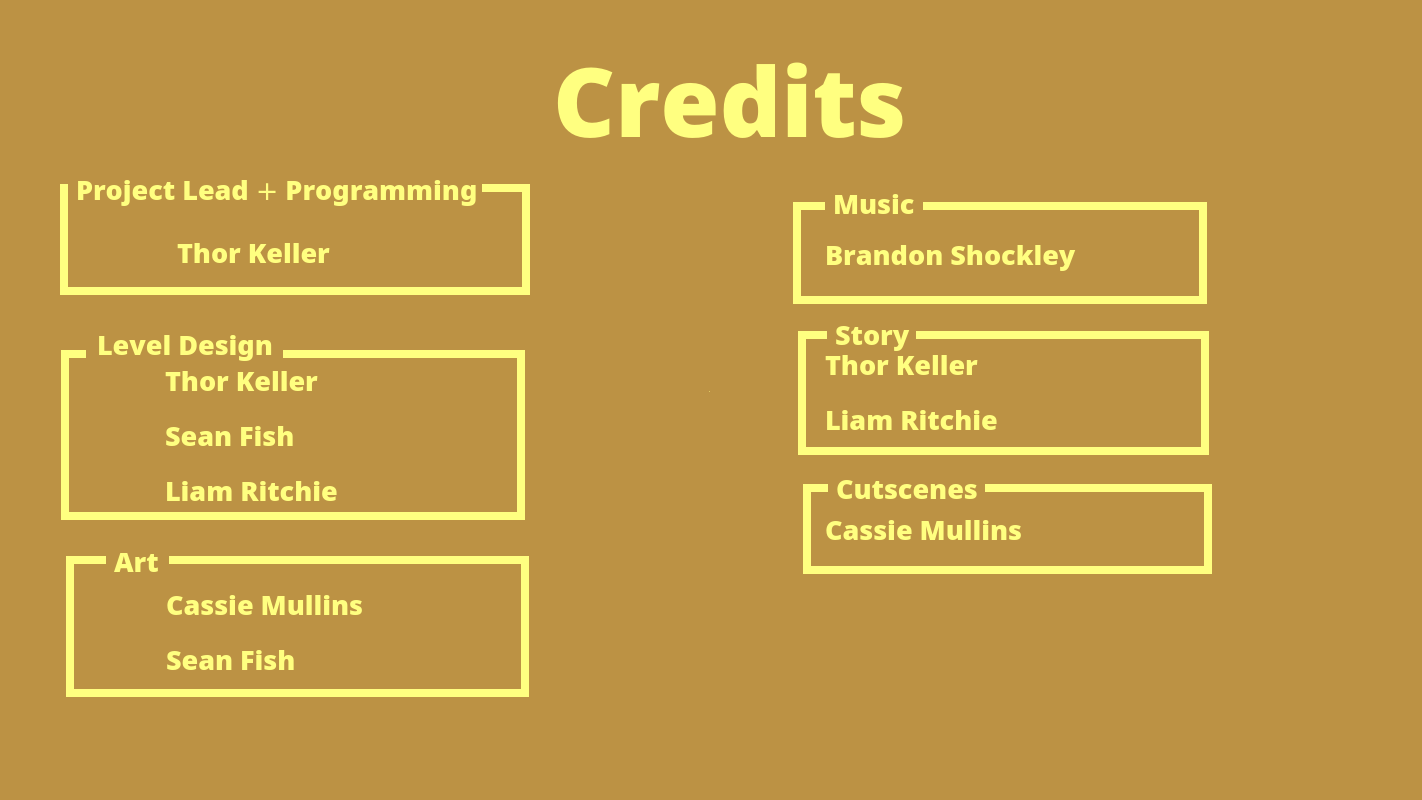 Credits
Project Lead + Programming
Thor Keller
Level Design
Thor Keller
Sean Fish
Liam Ritchie
Art
Cassie Mullins
Sean Fish
Music
Brandon Shockley
Story
Thor Keller
Liam Ritchie
Cutscenes
Cassie Mullins